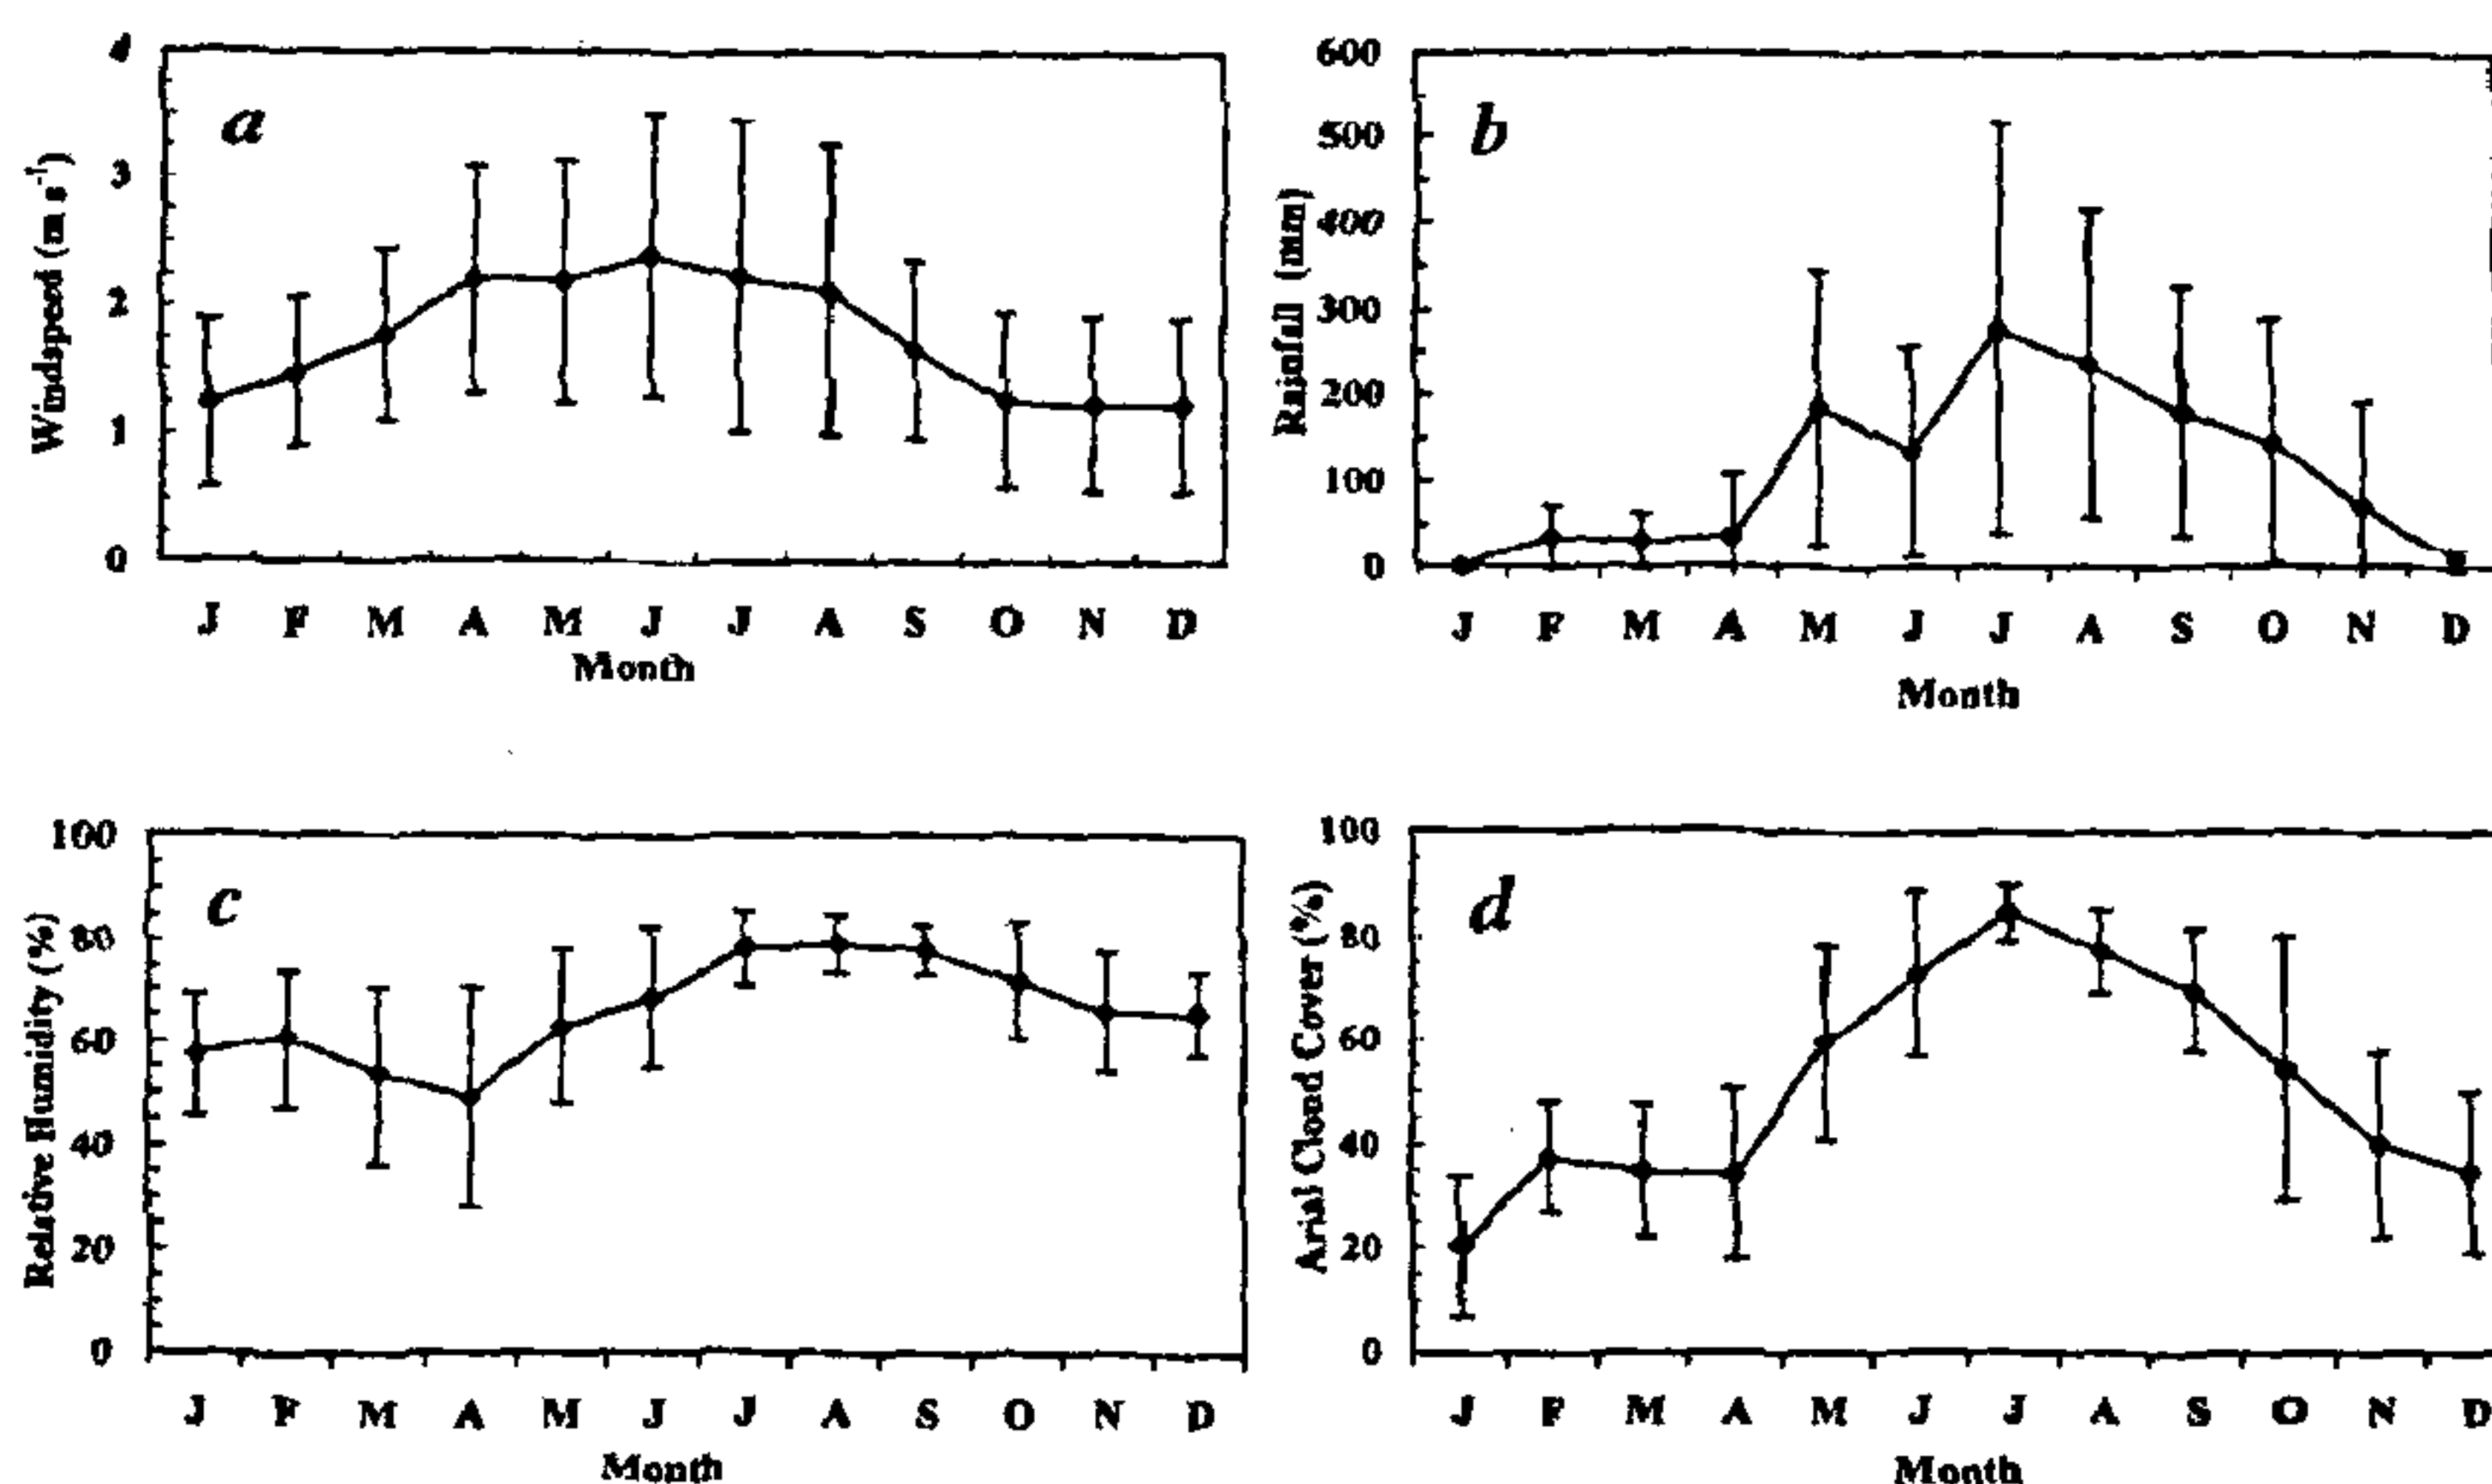 a
Windspeed (m s-1)
4
3
2
1
0
J F M A M J J A S O N D
Month
b
Rainfall (mm)
600
500
400
300
200
100
0
J F M A M J J A S O N D
Month
c
Relative Humidity (%)
100
80
60
40
20
0
J F M A M J J A S O N D
Month
d
Arial Cloud Cover (%)
100
80
60
40
20
0
J F M A M J J A S O N D
Month